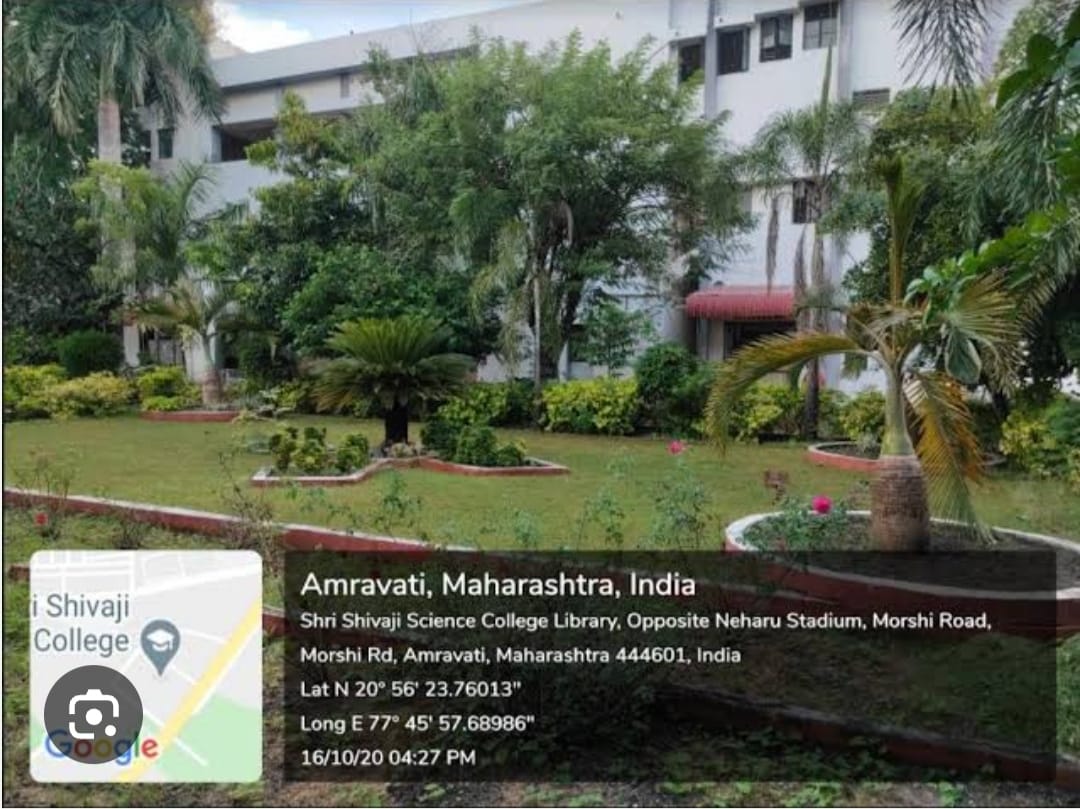 i Shivaji
College
Google
Amravati, Maharashtra, India
Shri Shivaji Science College Library, Opposite Neharu Stadium, Morshi Road,
Morshi Rd, Amravati, Maharashtra 444601, India
Lat N 20° 56' 23.76013"
Long E 77° 45' 57.68986"
16/10/20 04:27 PM